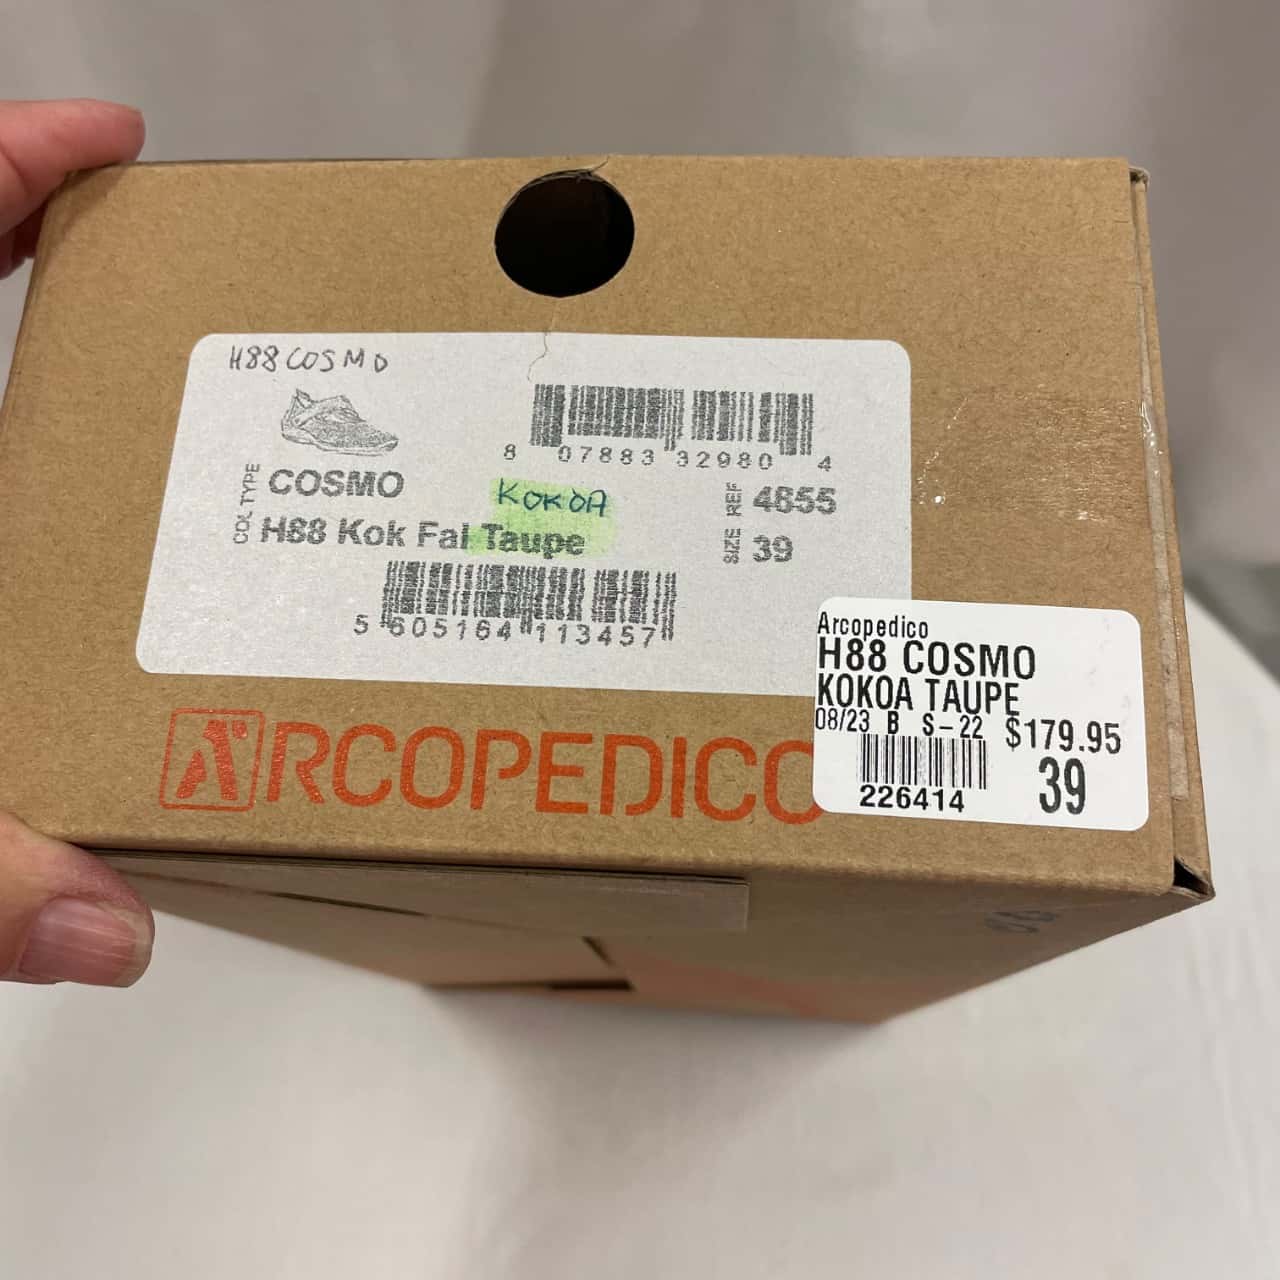 H88 COSMO
8 07883 32980 4
COL TYPE
COSMO
KOKOA
REF 4855
H88 Kok Fal Taupe
SIZE 39
5 605164 113457
ARCOPEDICO
Arcopedico
H88 COSMO
KOKOA TAUPE
08/23 B S-22 $179.95
226414
39